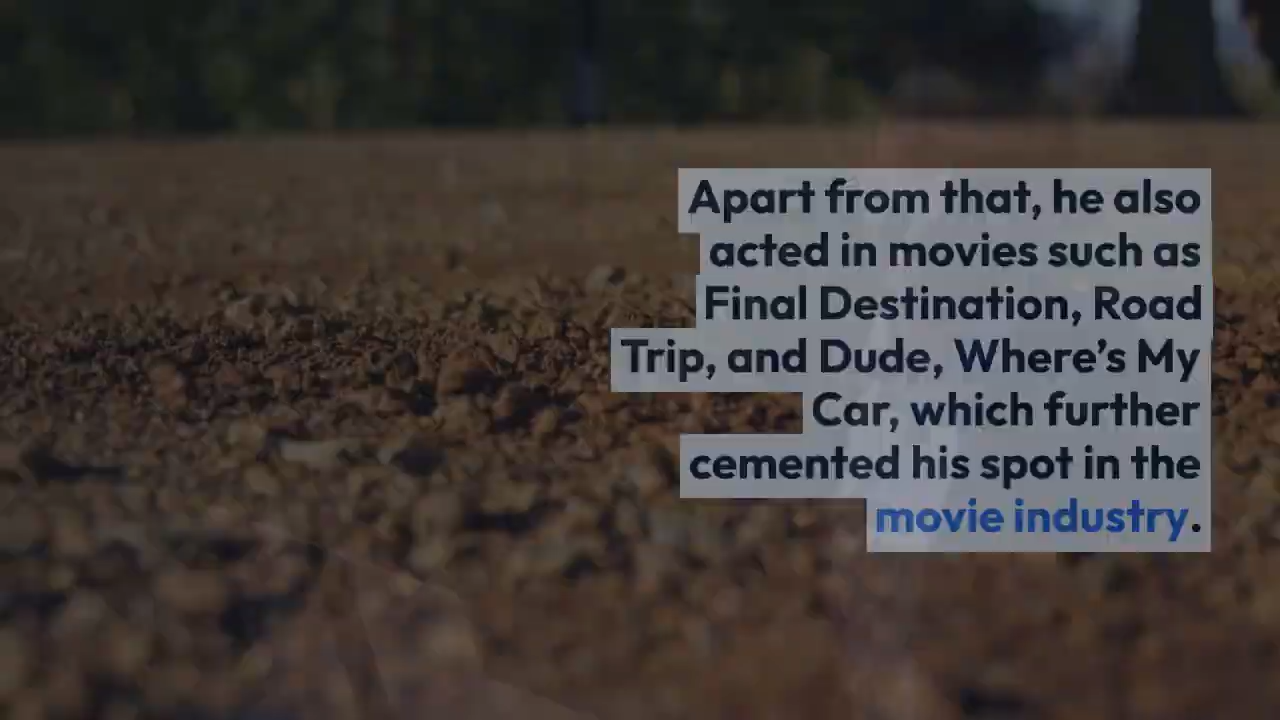 Apart from that, he also
acted in movies such as
Final Destination, Road
Trip, and Dude, Where’s My
Car, which further
cemented his spot in the
movie industry.